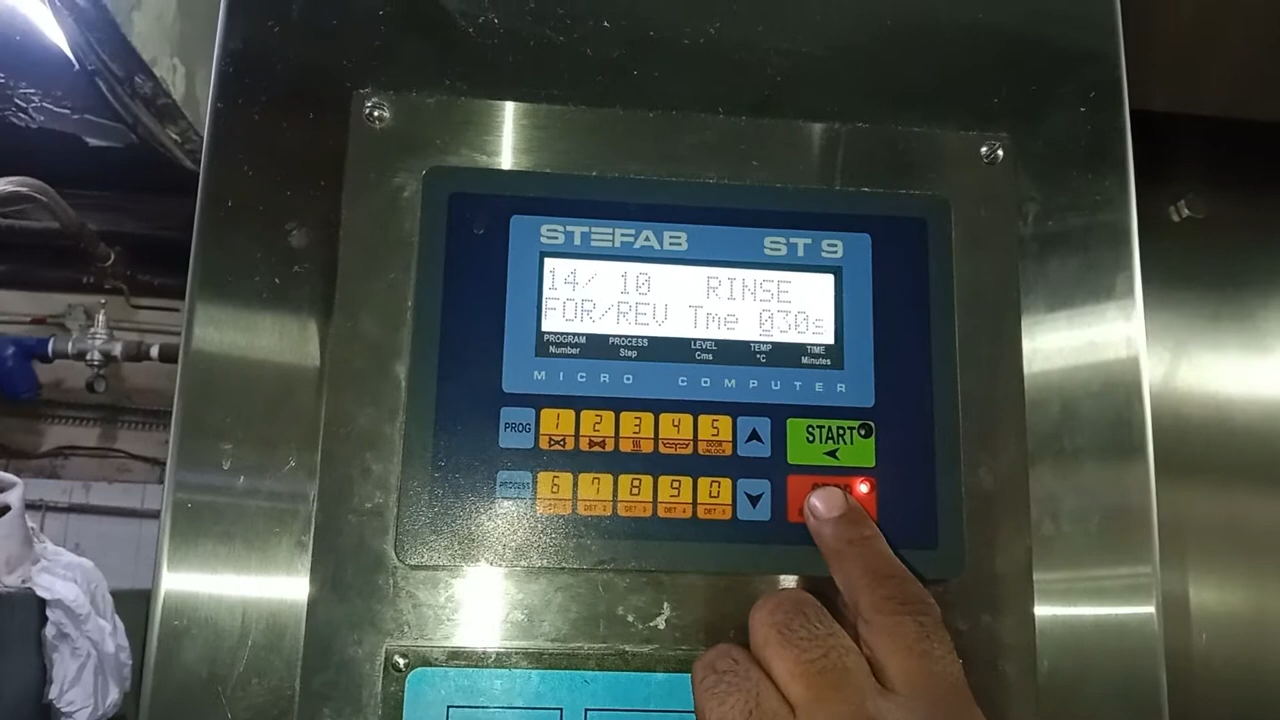 STEFAB ST 9
14/ 10 RINSE
FOR/REV Tme 030s
PROGRAM Number PROCESS Step LEVEL Cms TEMP °C TIME Minutes
MICRO COMPUTER
PROG 1 2 3 4 5 DOOR UNLOCK START
PROCESS 6 7 8 9 0
DET - 2 DET - 3 DET - 4 DET - 5